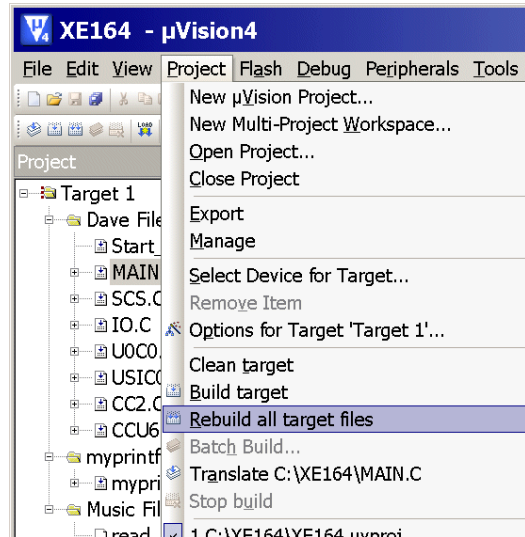 XE164 - µVision4
File Edit View Project Flash Debug Peripherals Tools
Project
Target 1
Dave File
Start_
MAIN
SCS.C
IO.C
U0C0.
USIC0
CC2.C
CCU6
myprintf
mypri
Music Fil
read
New µVision Project...
New Multi-Project Workspace...
Open Project...
Close Project
Export
Manage
Select Device for Target...
Remove Item
Options for Target 'Target 1'...
Clean target
Build target
Rebuild all target files
Batch Build...
Translate C:\XE164\MAIN.C
Stop build
1 C:\XE164\XE164.uvproj